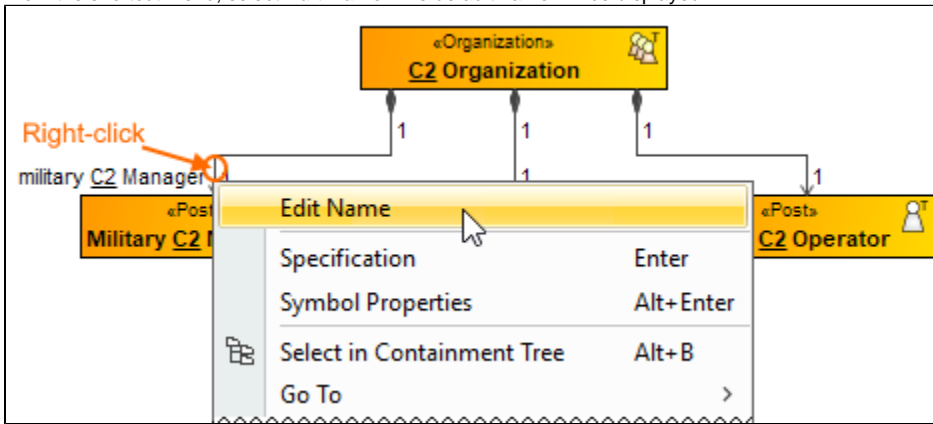 «Organization»
C2 Organization
1 1 1
Right-click
military C2 Manager
1 1
«Post
Military C2
«Post»
C2 Operator
Edit Name
Specification Enter
Symbol Properties Alt+Enter
Select in Containment Tree Alt+B
Go To